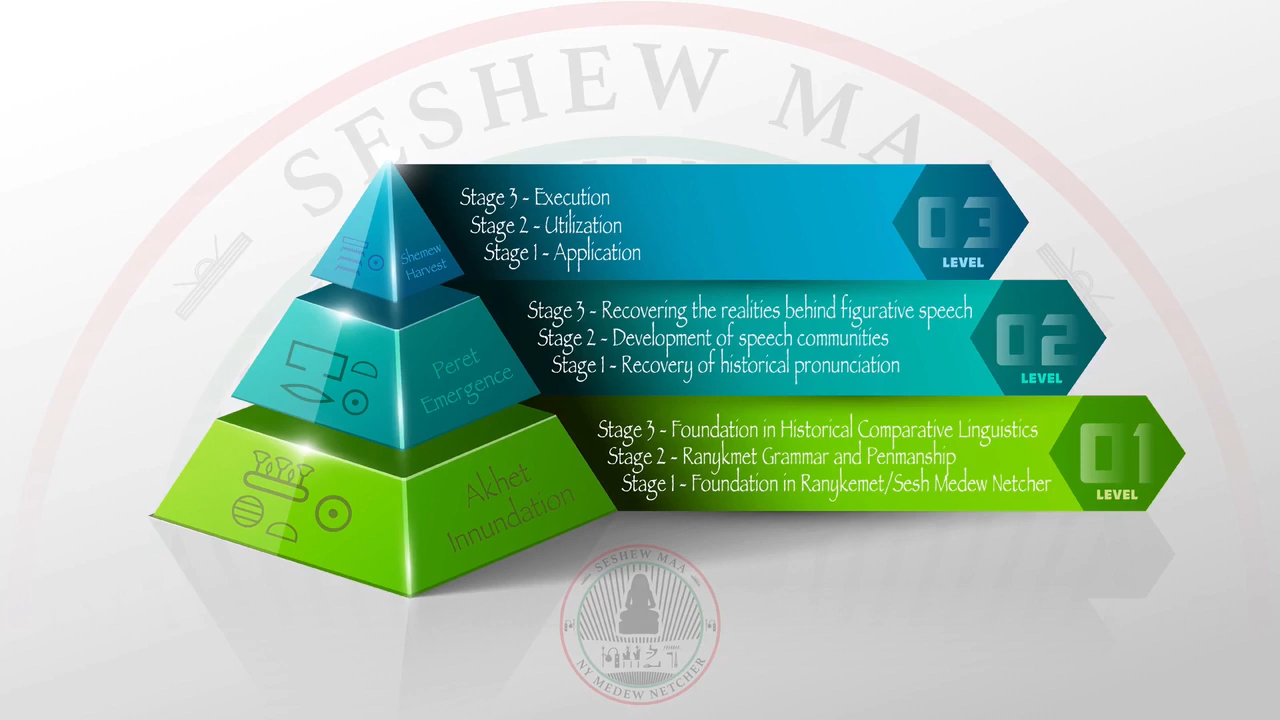 SESHEW MAA
Stage 3 - Execution
Stage 2 - Utilization
Stage 1 - Application
03
LEVEL
Shemew
Harvest
Stage 3 - Recovering the realities behind figurative speech
Stage 2 - Development of speech communities
Stage 1 - Recovery of historical pronunciation
02
LEVEL
Peret
Emergence
Stage 3 - Foundation in Historical Comparative Linguistics
Stage 2 - Ranykmet Grammar and Penmanship
Stage 1 - Foundation in Ranykemet/Sesh Medew Netcher
01
LEVEL
Akhet
Innundation
SESHEW MAA
NY MEDEW NETCHER